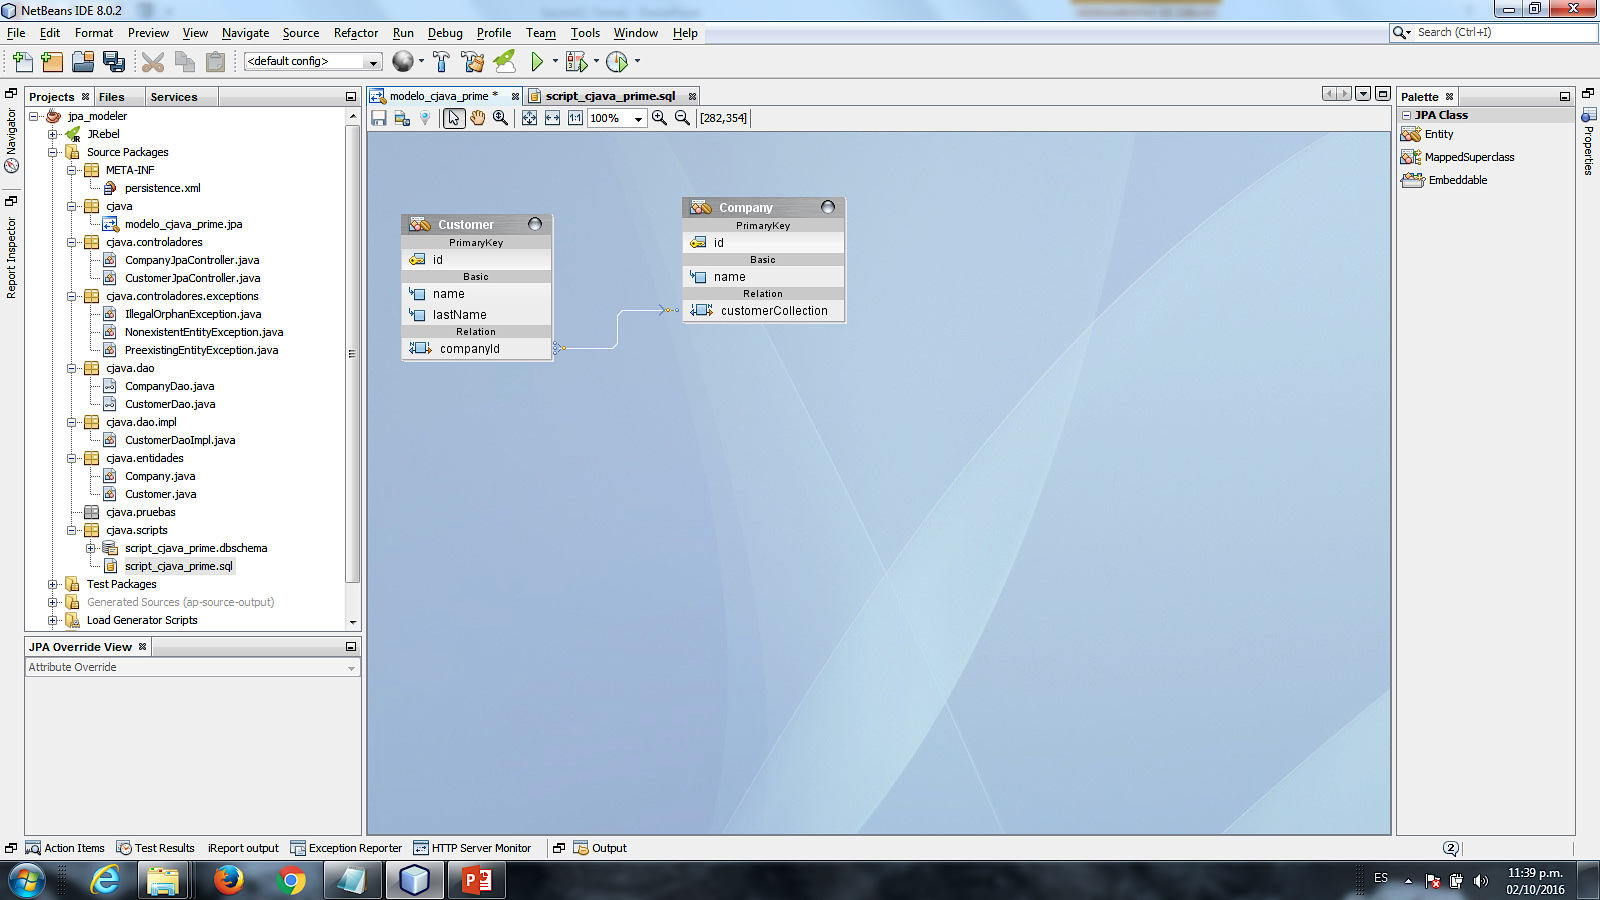 NetBeans IDE 8.0.2
File Edit Format Preview View Navigate Source Refactor Run Debug Profile Team Tools Window Help
Search (Ctrl+I)
<default config>
Projects Files Services
modelo_cjava_prime *
script_cjava_prime.sql
Palette
100%
[282,354]
Navigator
Report Inspector
jpa_modeler
JRebel
Source Packages
META-INF
persistence.xml
cjava
modelo_cjava_prime.jpa
cjava.controladores
CompanyJpaController.java
CustomerJpaController.java
cjava.controladores.exceptions
IllegalOrphanException.java
NonexistentEntityException.java
PreexistingEntityException.java
cjava.dao
CompanyDao.java
CustomerDao.java
cjava.dao.impl
CustomerDaoImpl.java
cjava.entidades
Company.java
Customer.java
cjava.pruebas
cjava.scripts
script_cjava_prime.dbschema
script_cjava_prime.sql
Test Packages
Generated Sources (ap-source-output)
Load Generator Scripts
JPA Override View
Attribute Override
Customer
PrimaryKey
id
Basic
name
lastName
Relation
companyId
Company
PrimaryKey
id
Basic
name
Relation
customerCollection
JPA Class
Entity
MappedSuperclass
Embeddable
Properties
Action Items Test Results iReport output Exception Reporter HTTP Server Monitor Output
2
ES
11:39 p.m.
02/10/2016